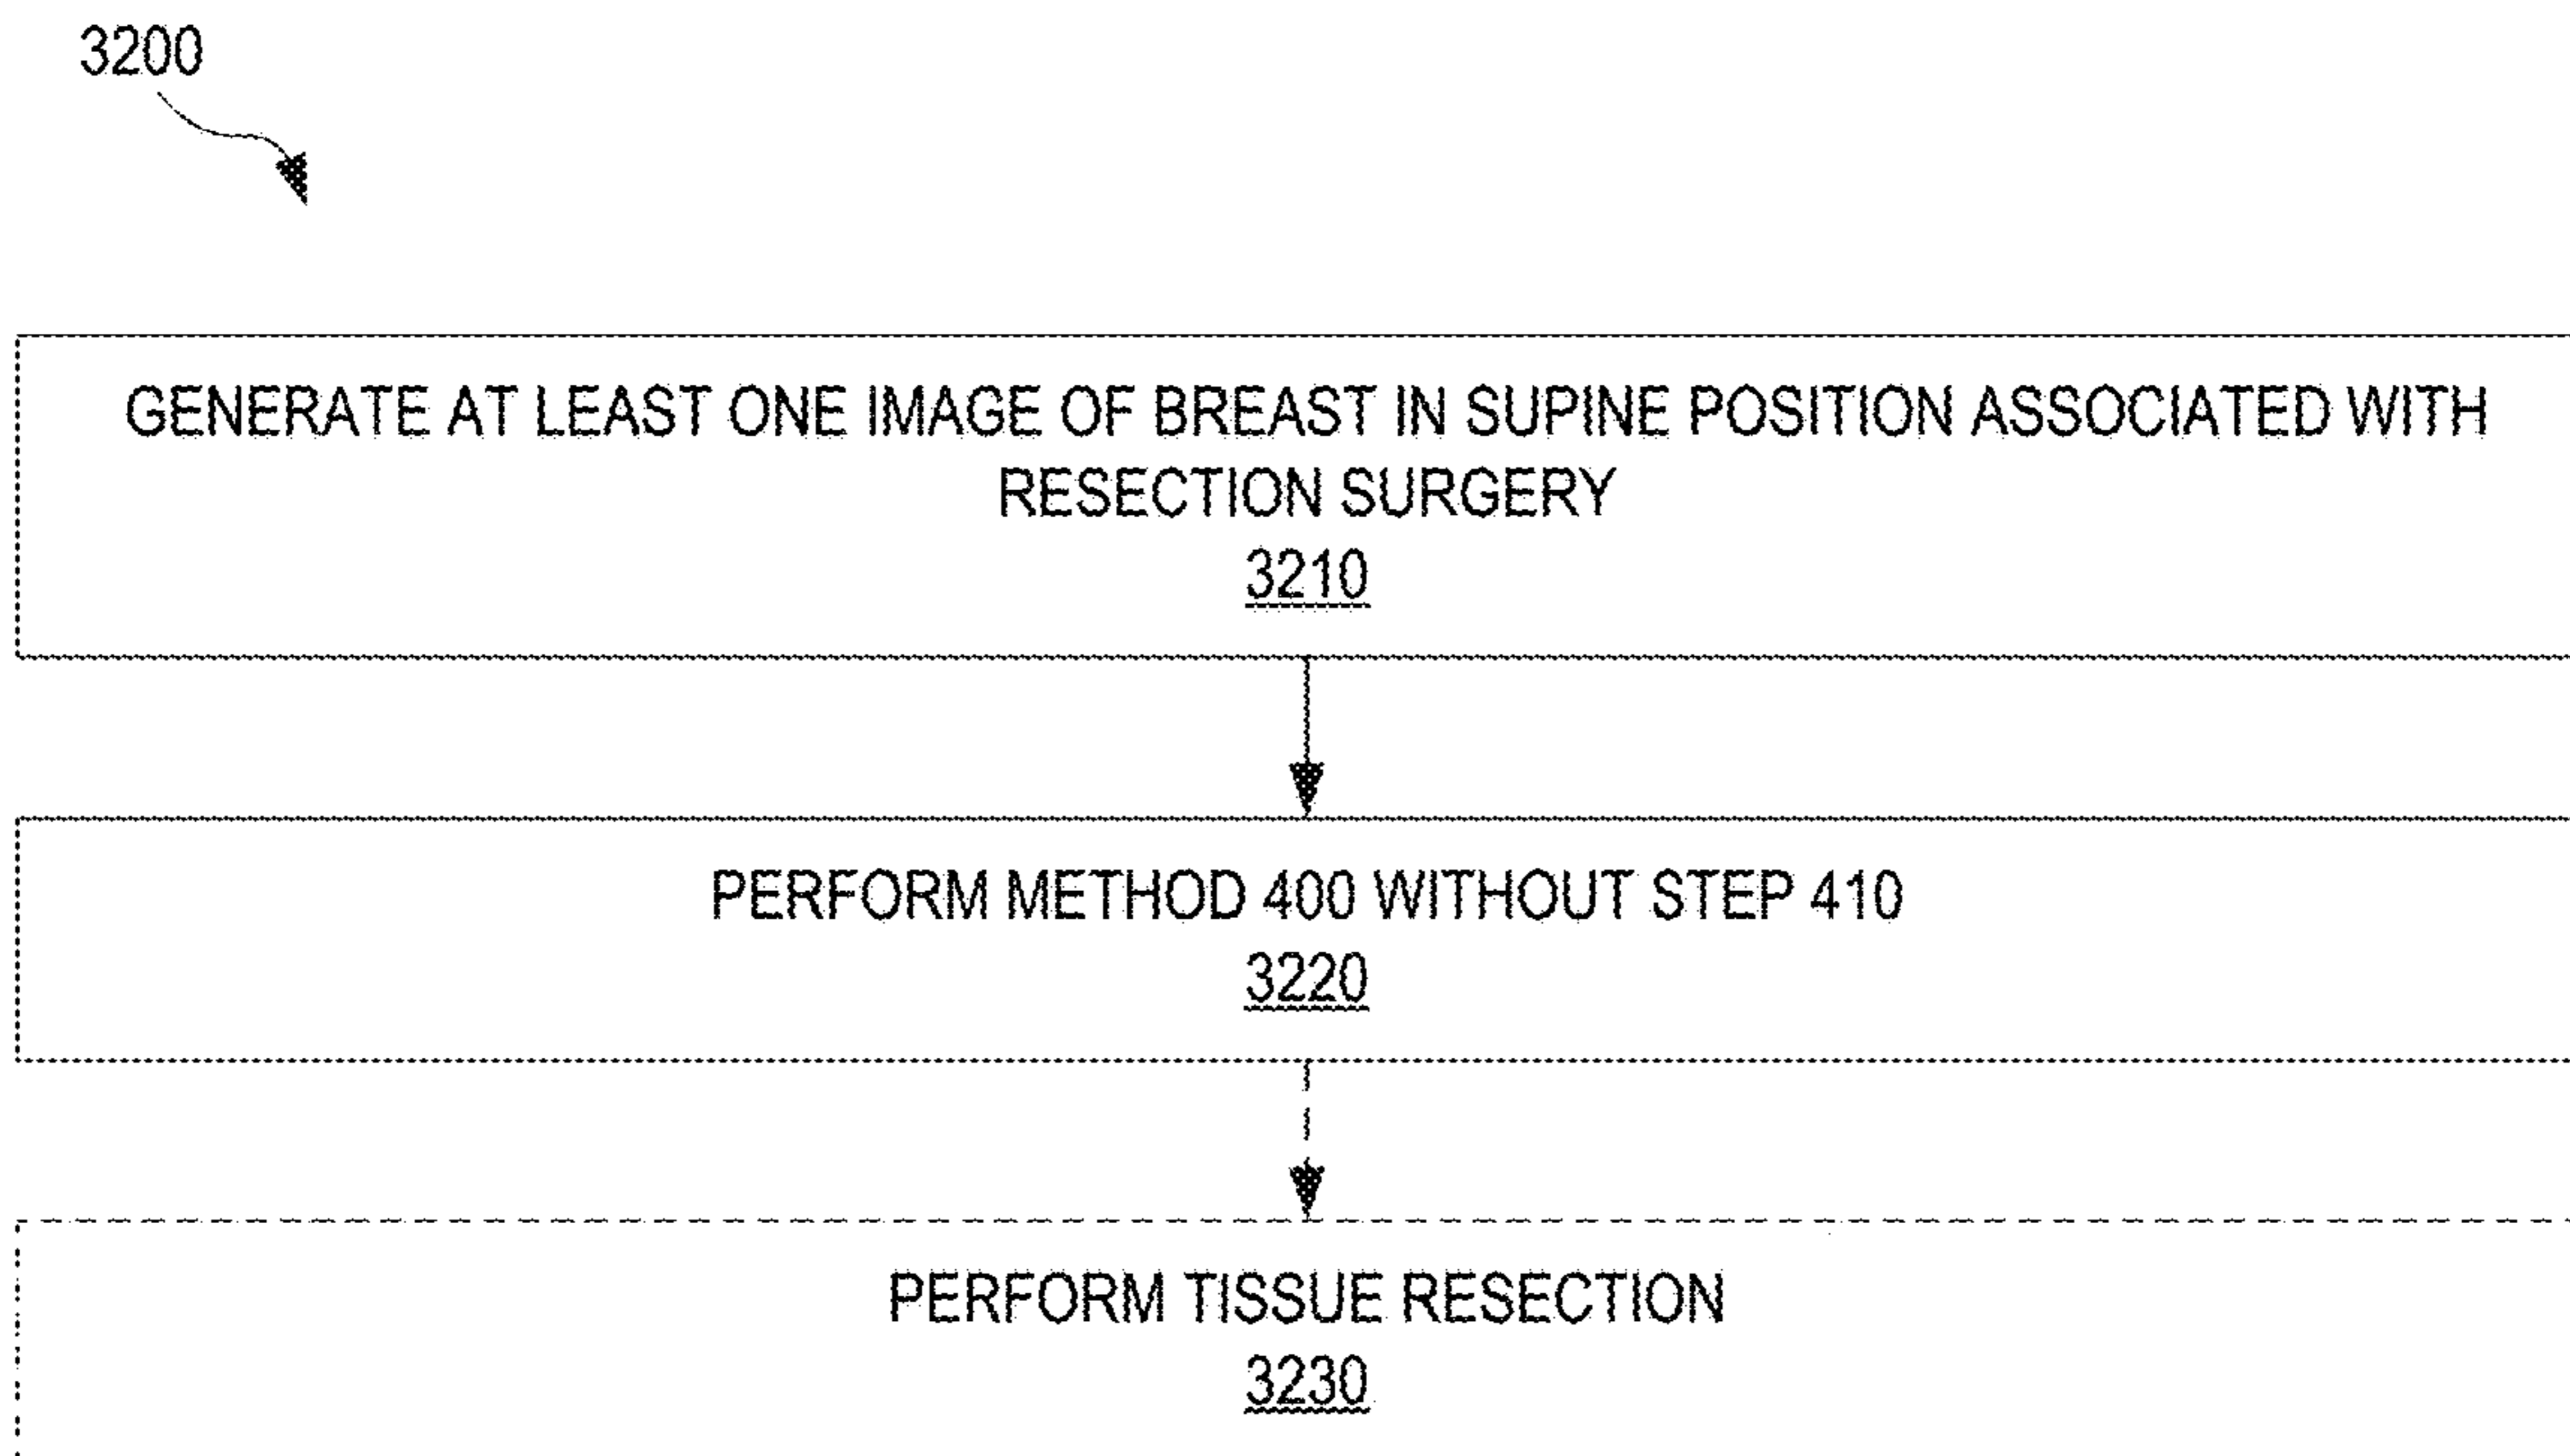 3200
GENERATE AT LEAST ONE IMAGE OF BREAST IN SUPINE POSITION ASSOCIATED WITH
RESECTION SURGERY
3210
PERFORM METHOD 400 WITHOUT STEP 410
3220
PERFORM TISSUE RESECTION
3230